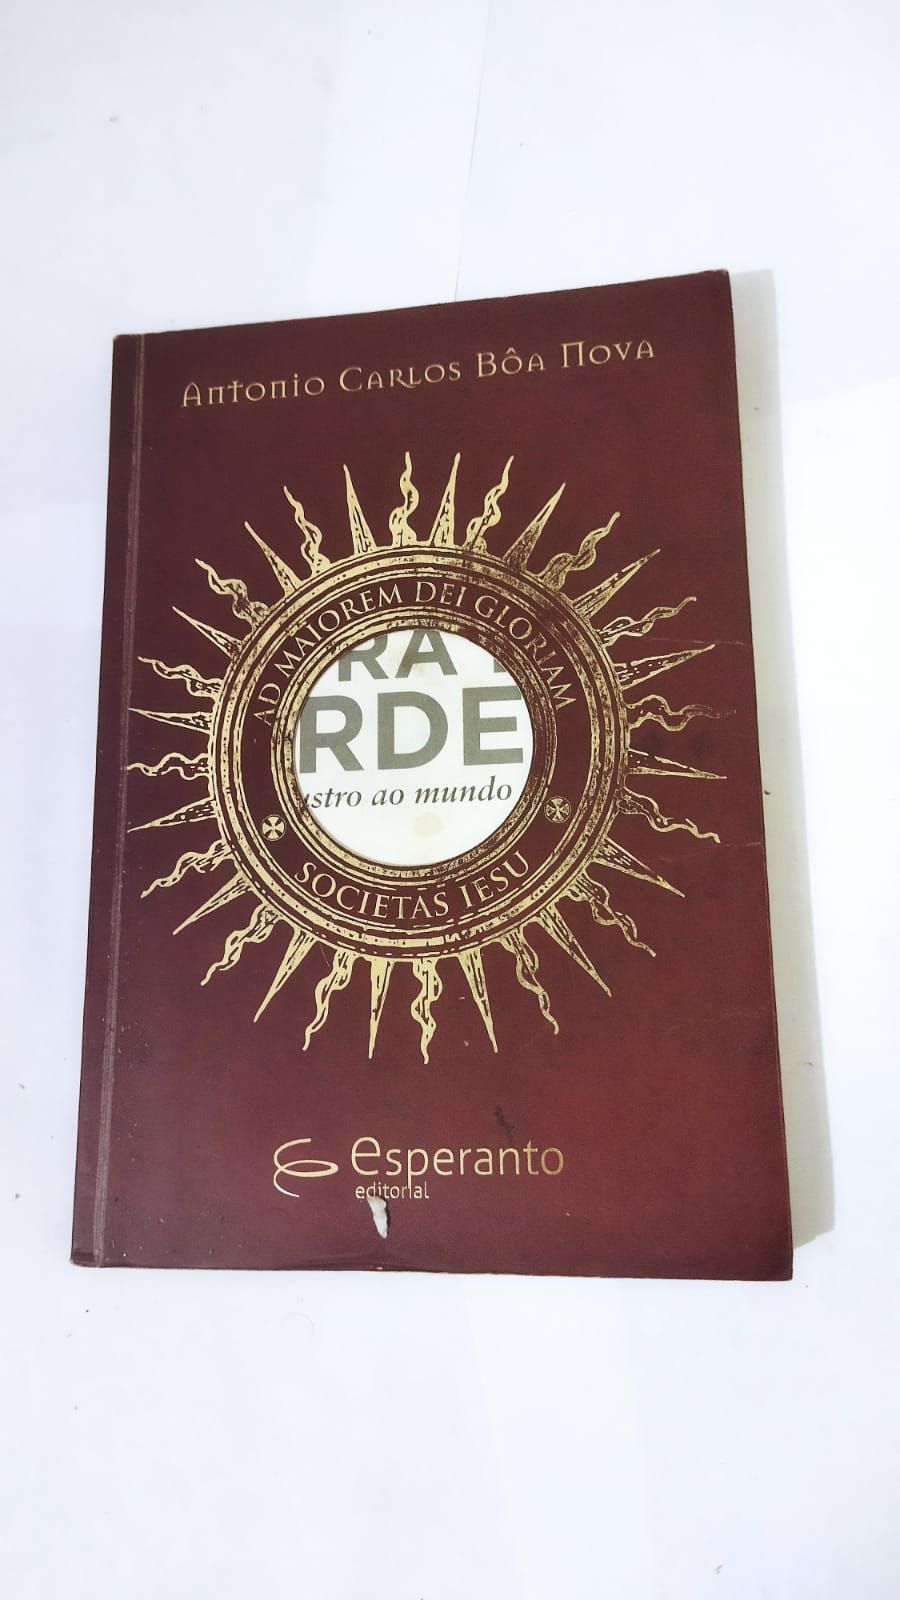 Antonio Carlos Bôa Nova
AD MAIOREM DEI GLORIAM
RA
RDE
stro ao mundo
SOCIETAS IESU
esperanto
editorial